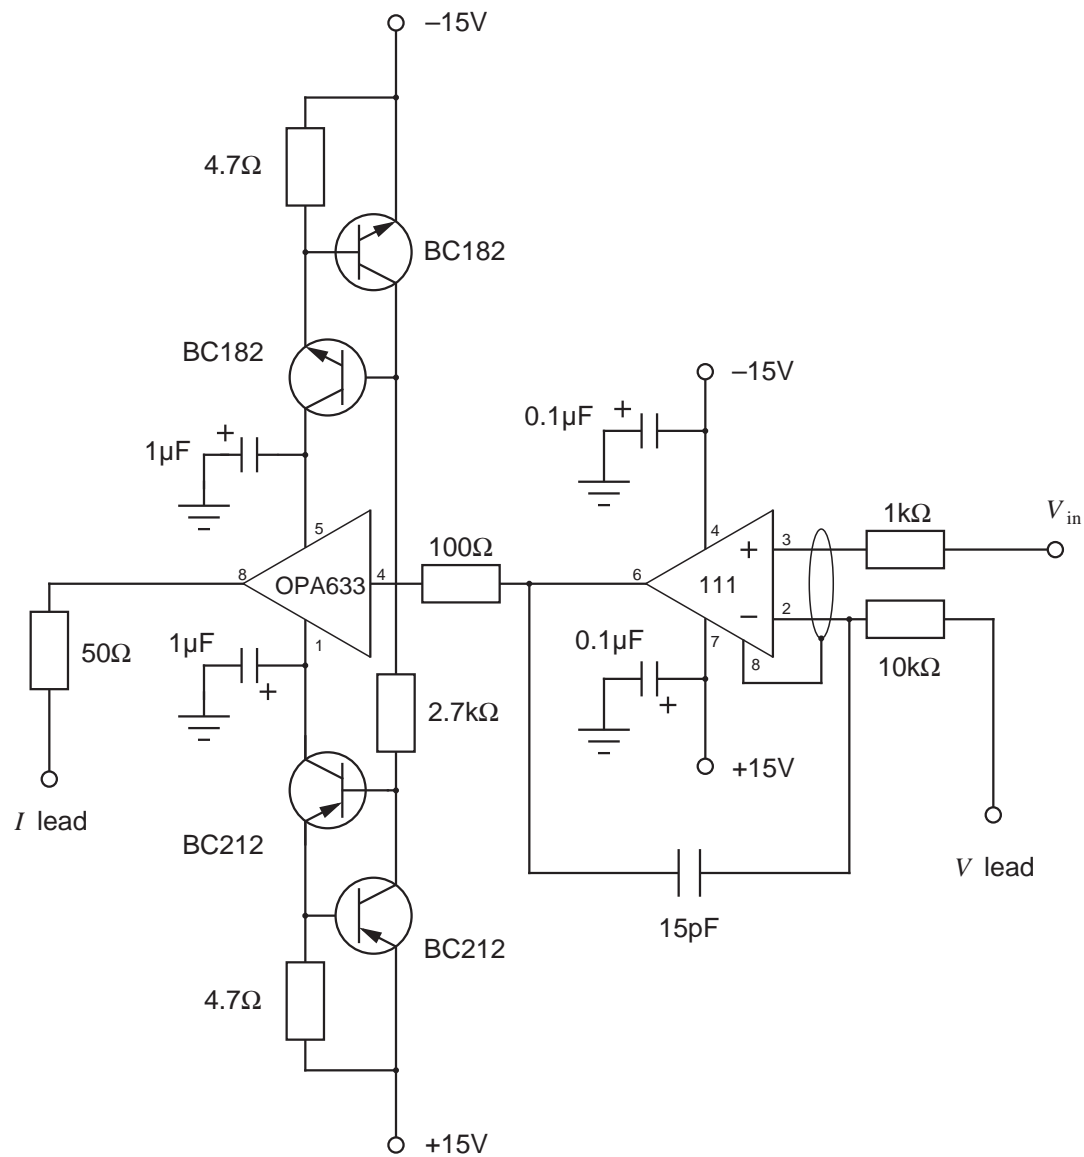 –15V
4.7Ω
BC182
BC182
–15V
0.1μF +
+
1μF
V in
1kΩ
5
4
3
100Ω
+
8
OPA633
4
6
111
2
–
1μF
0.1μF
1
7
8
50Ω
10kΩ
+
+
2.7kΩ
+15V
I lead
BC212
V lead
15pF
BC212
4.7Ω
+15V